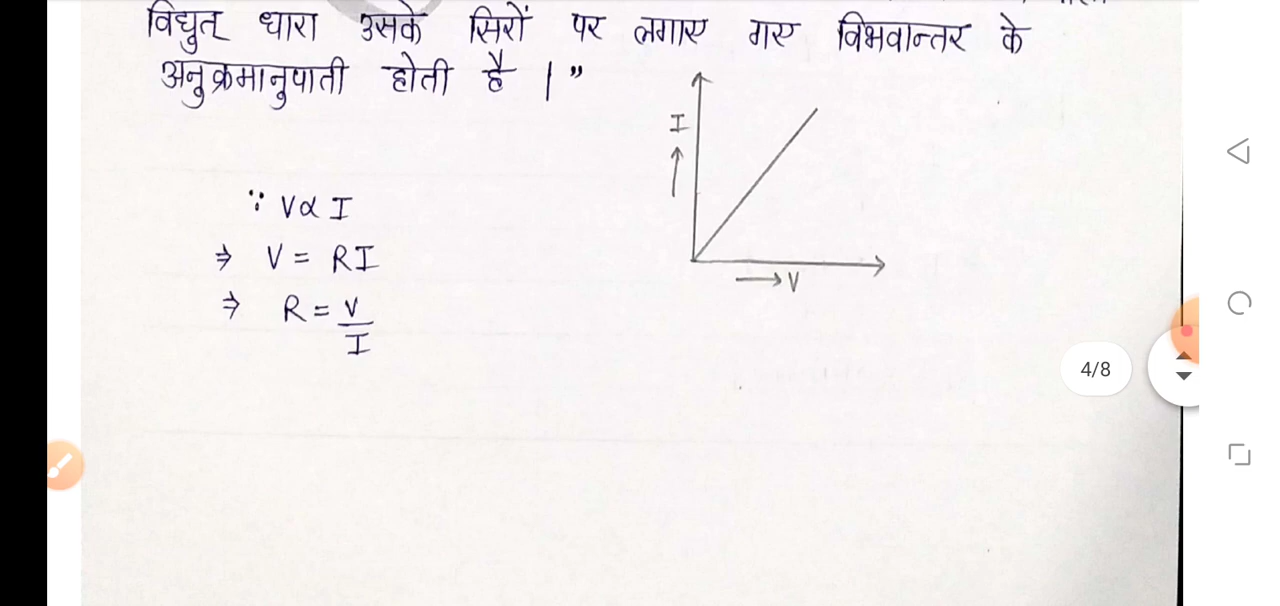 विद्युत् धारा उसके सिरों पर लगाए गए विभवान्तर के
अनुक्रमानुपाती होती है ।”
I
∵ V∝ I
⇒ V = RI
⇒ R = V/I
→ V
4/8